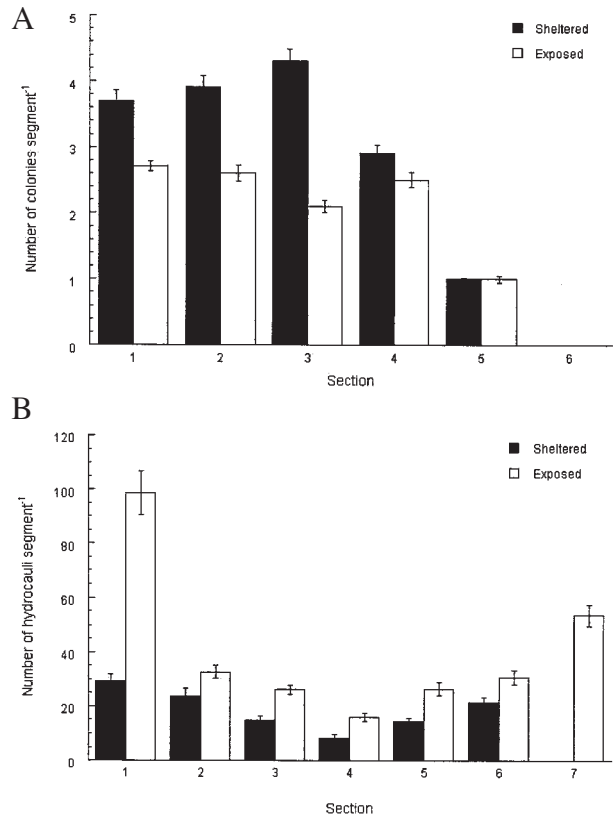 A
Sheltered
Exposed
Number of colonies segment-1
5
4
3
2
1
0
1 2 3 4 5 6
Section
B
Sheltered
Exposed
Number of hydrocauli segment-1
120
100
80
60
40
20
0
1 2 3 4 5 6 7
Section